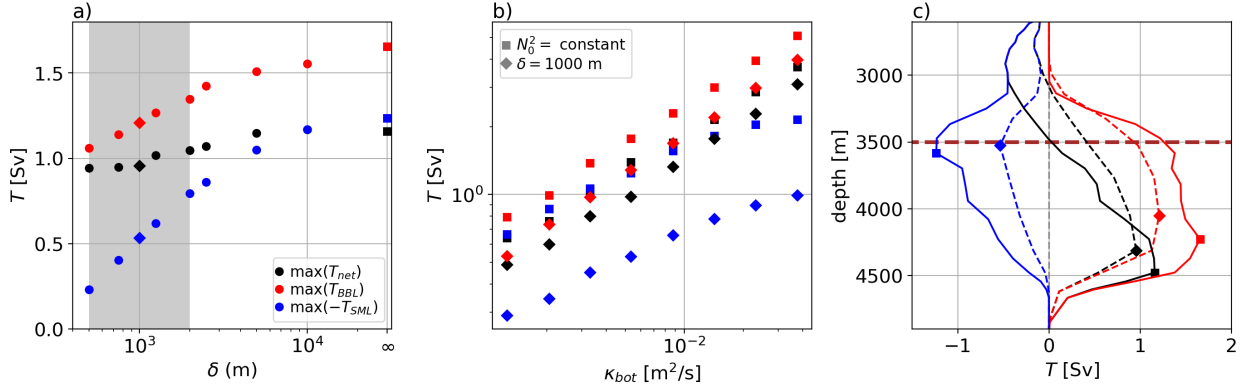 a)
T [Sv]
1.5
1.0
0.5
0.0
10³
10⁴
∞
δ (m)
max(T_net)
max(T_BBL)
max(−T_SML)
b)
T [Sv]
10⁰
10⁻²
κ_bot [m²/s]
N₀² = constant
δ = 1000 m
c)
depth [m]
3000
3500
4000
4500
−1
0
1
2
T [Sv]